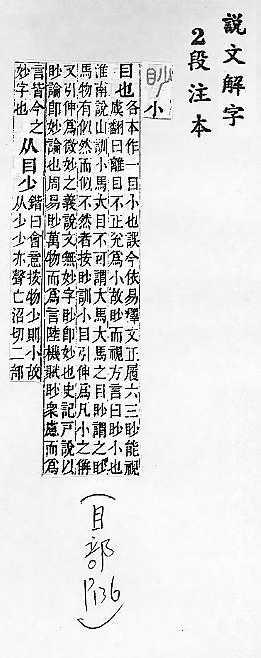 說文解字
2段注本
眇
小
目也
各本作一目小也誤今依易釋文正履六三眇能視
虞翻曰離目不正兊為小故眇而視方言曰眇小也
淮南說山訓小馬大目不可謂大馬大馬之目眇謂之眇
馬物有似然而似不然者按眇訓小目引伸為凡小之偁
又引伸為微妙之義說文無妙字眇卽妙也史記戶說以
眇論卽妙論也周易眇萬物而為言陸機賦眇衆慮而為
言皆今之
妙字也
从目少
鍇曰會意按物少則小故
从少少亦聲亡沼切二部
(目部 P136)